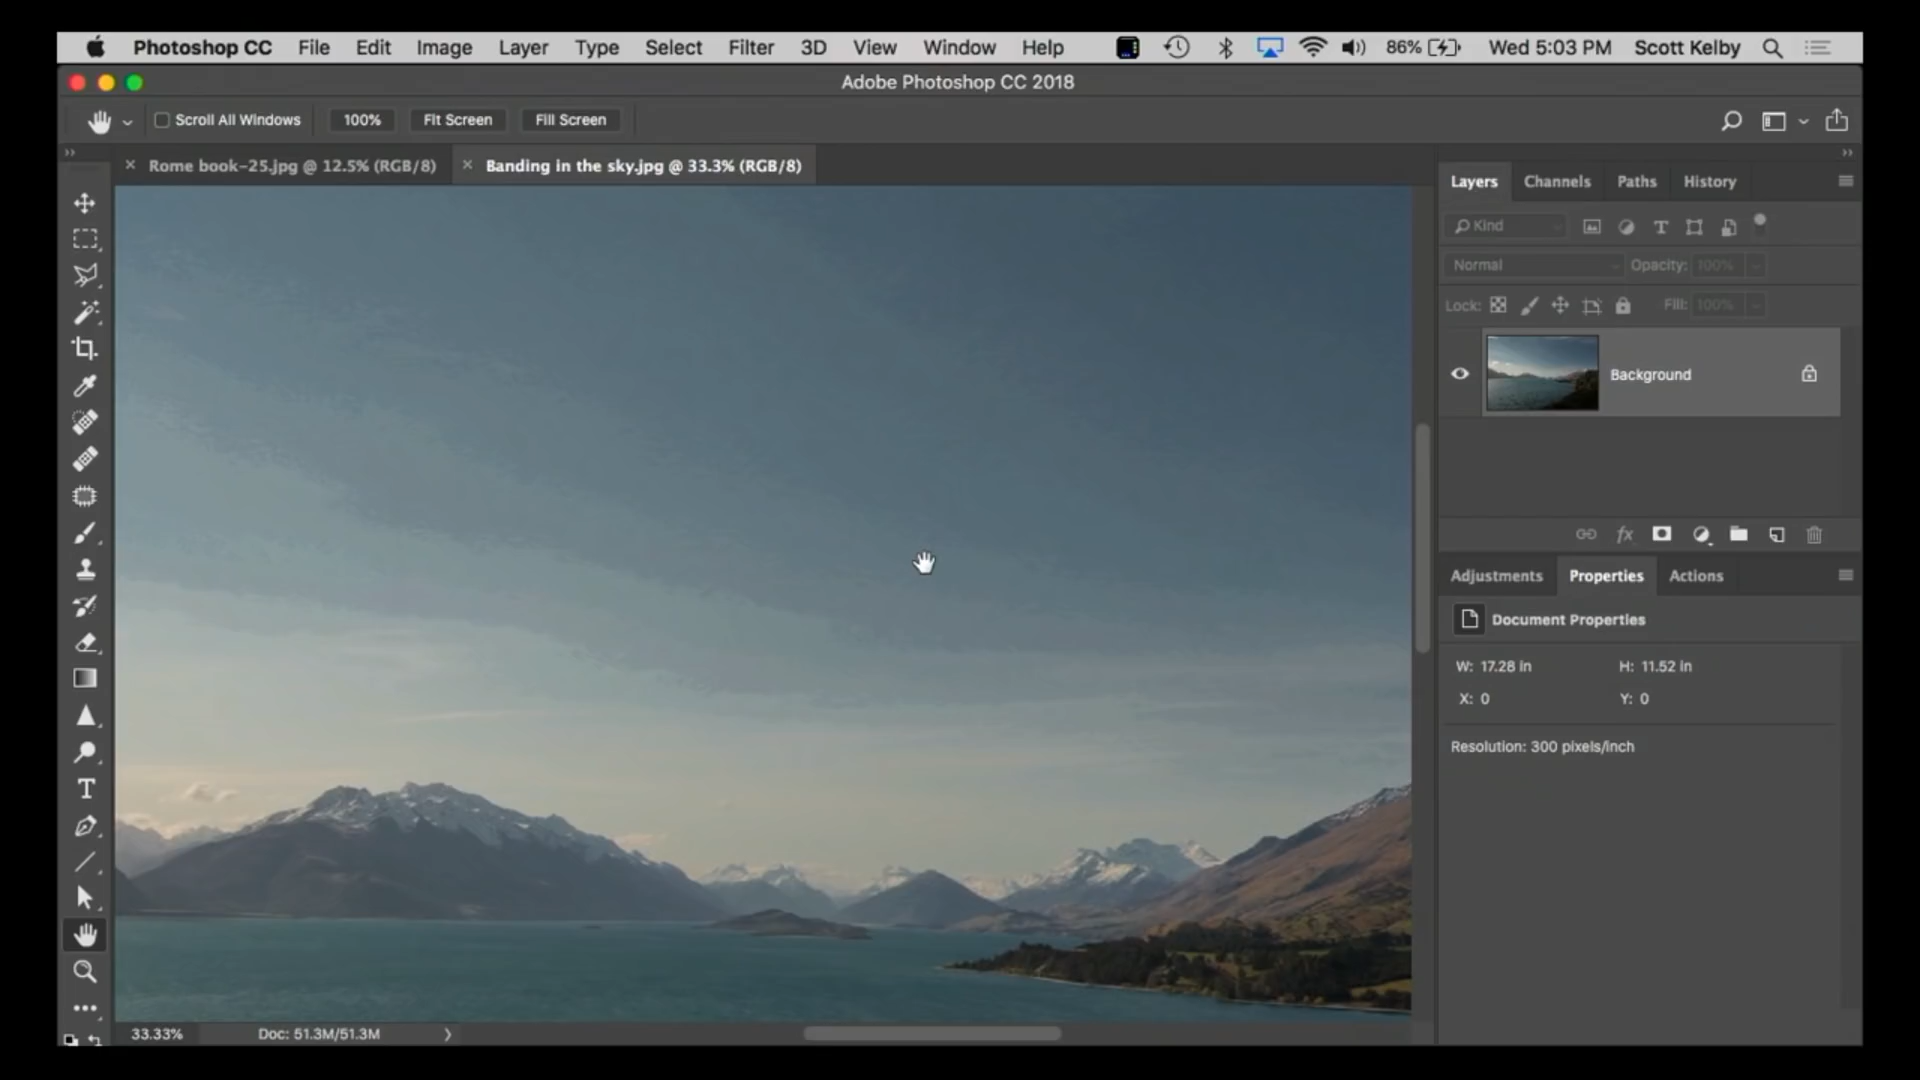 Photoshop CC File Edit Image Layer Type Select Filter 3D View Window Help 86% Wed 5:03 PM Scott Kelby
Adobe Photoshop CC 2018
Scroll All Windows 100% Fit Screen Fill Screen
Rome book-25.jpg @ 12.5% (RGB/8) Banding in the sky.jpg @ 33.3% (RGB/8)
Layers Channels Paths History
Kind
Normal Opacity: 100%
Lock: Fill: 100%
Background
fx
Adjustments Properties Actions
Document Properties
W: 17.28 in H: 11.52 in
X: 0 Y: 0
Resolution: 300 pixels/inch
33.33% Doc: 51.3M/51.3M